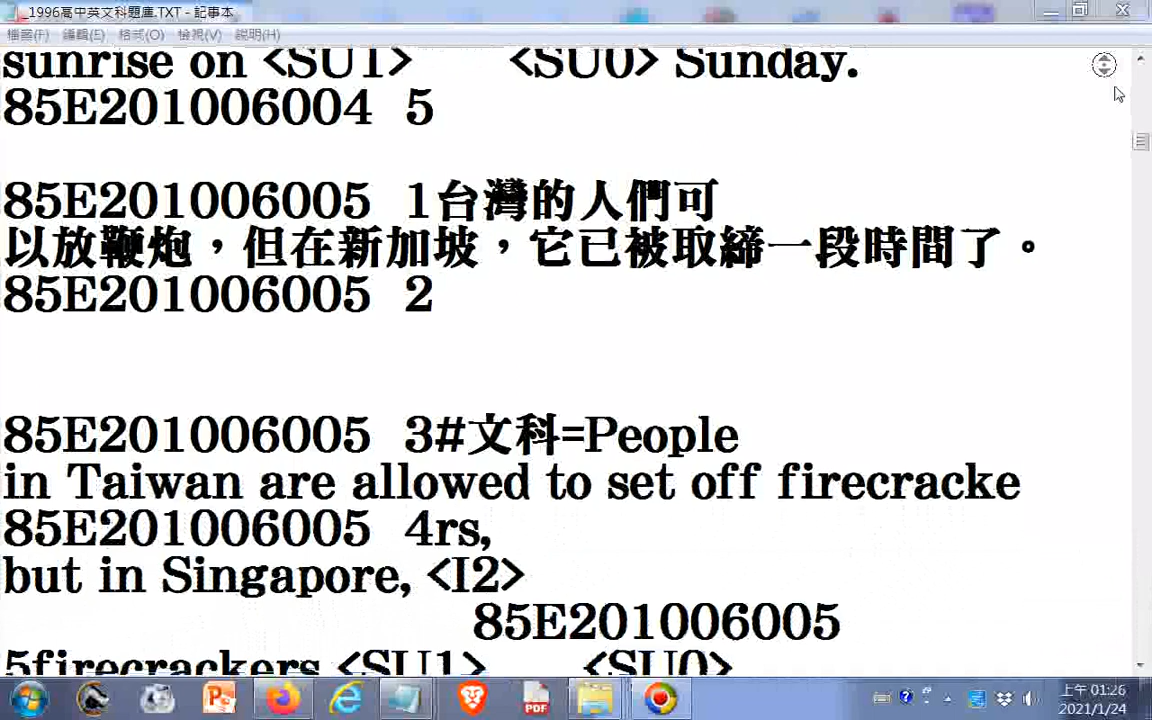 _1996高中英文科題庫.TXT - 記事本
檔案(F) 編輯(E) 格式(O) 檢視(V) 說明(H)
sunrise on <SU1> <SU0> Sunday.
85E201006004 5
85E201006005 1台灣的人們可
以放鞭炮，但在新加坡，它已被取締一段時間了。
85E201006005 2
85E201006005 3#文科=People
in Taiwan are allowed to set off firecracke
85E201006005 4rs,
but in Singapore, <I2>
85E201006005
5firecrackers <SU1> <SU0>
PDF
上午 01:26
2021/1/24